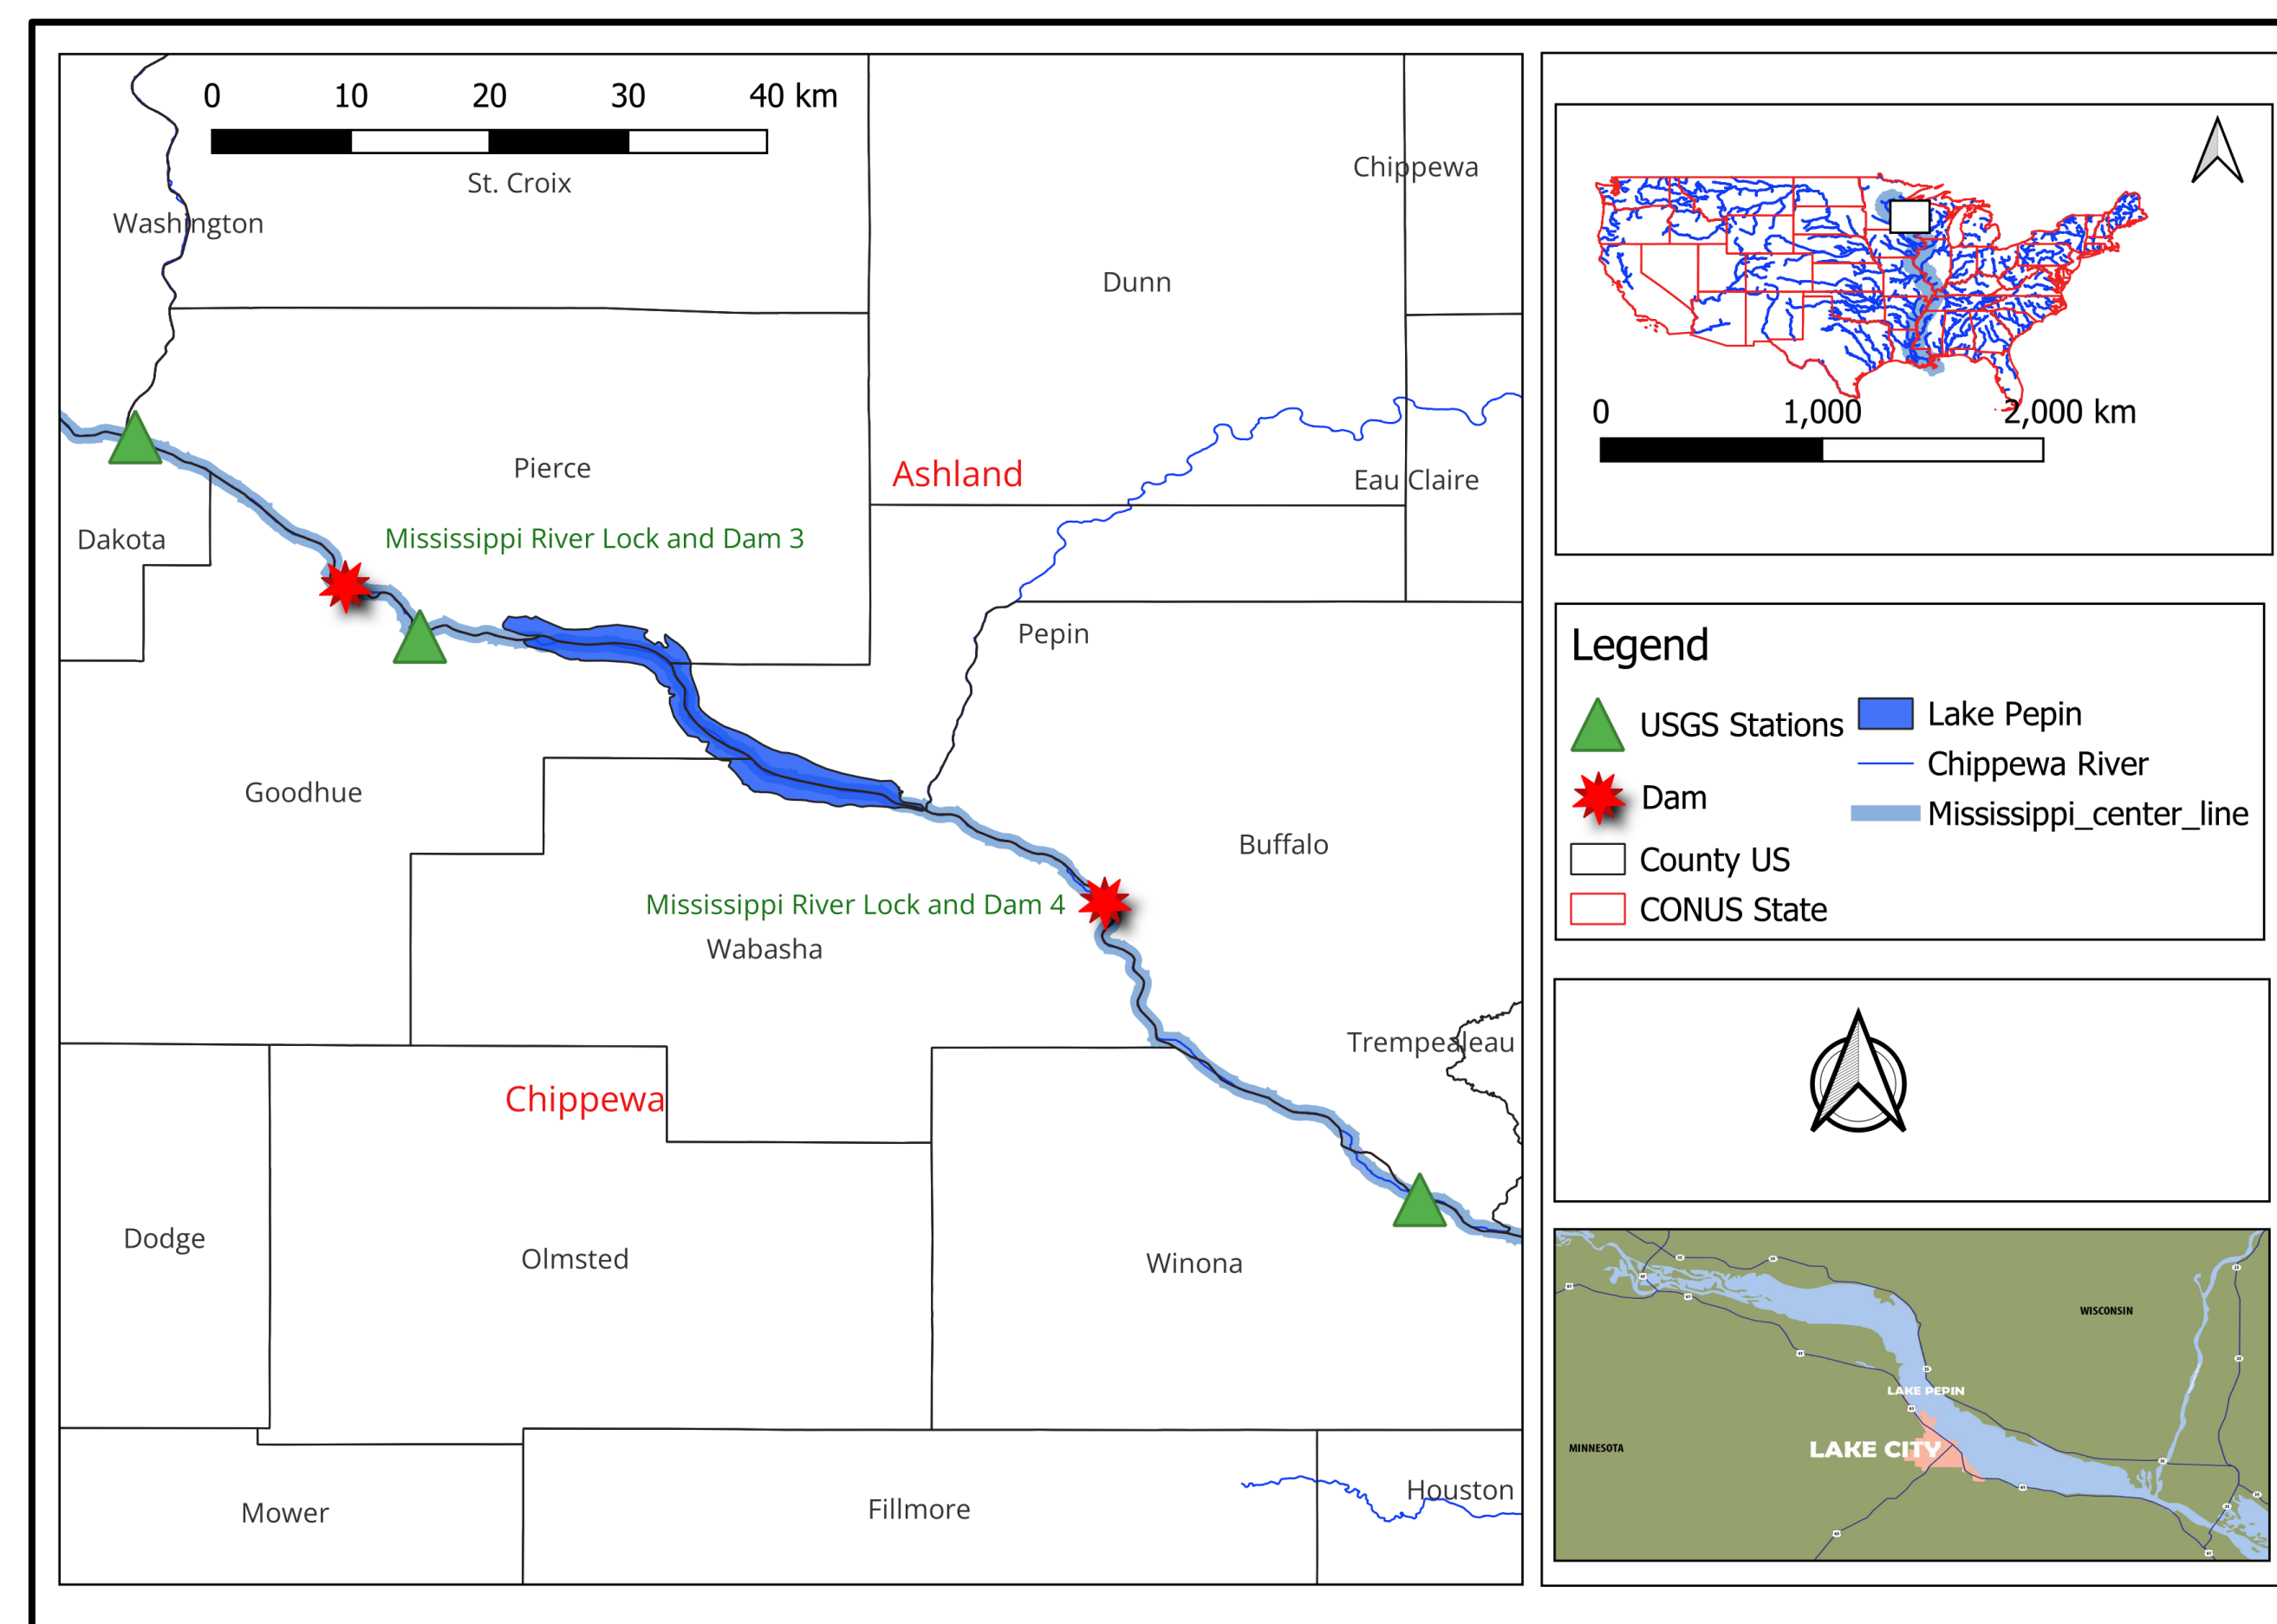 0 10 20 30 40 km
St. Croix
Washington
Chippewa
Dunn
Pierce
Ashland
Eau Claire
Dakota
Mississippi River Lock and Dam 3
Pepin
Goodhue
Buffalo
Mississippi River Lock and Dam 4
Wabasha
Trempealeau
Chippewa
Dodge
Olmsted
Winona
Mower
Fillmore
Houston
0 1,000 2,000 km
Legend
USGS Stations
Dam
County US
CONUS State
Lake Pepin
Chippewa River
Mississippi_center_line
WISCONSIN
LAKE PEPIN
MINNESOTA
LAKE CITY